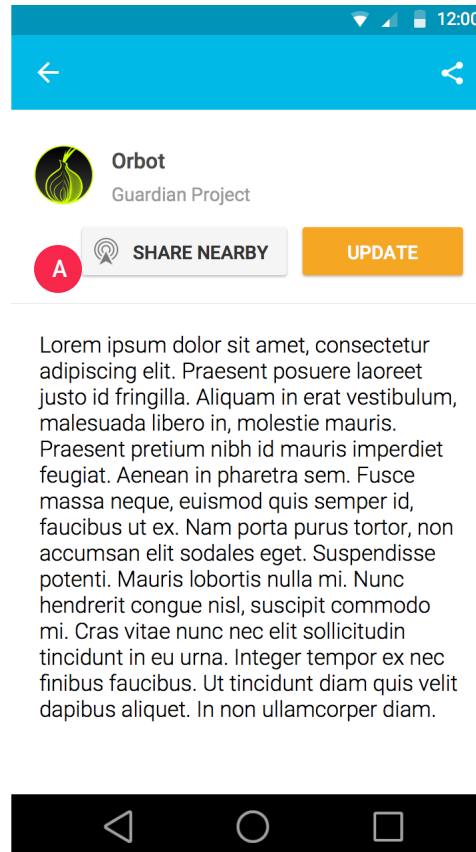 12:00
Orbot
Guardian Project
A
SHARE NEARBY
UPDATE
Lorem ipsum dolor sit amet, consectetur
adipiscing elit. Praesent posuere laoreet
justo id fringilla. Aliquam in erat vestibulum,
malesuada libero in, molestie mauris.
Praesent pretium nibh id mauris imperdiet
feugiat. Aenean in pharetra sem. Fusce
massa neque, euismod quis semper id,
faucibus ut ex. Nam porta purus tortor, non
accumsan elit sodales eget. Suspendisse
potenti. Mauris lobortis nulla mi. Nunc
hendrerit congue nisl, suscipit commodo
mi. Cras vitae nunc nec elit sollicitudin
tincidunt in eu urna. Integer tempor ex nec
finibus faucibus. Ut tincidunt diam quis velit
dapibus aliquet. In non ullamcorper diam.